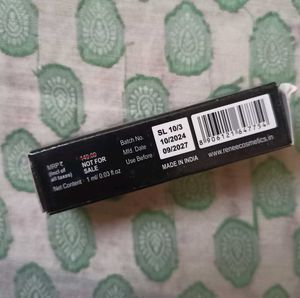 MRP ₹
(Incl of
all taxes)
149.00
NOT FOR
SALE
Net Content : 1 ml/ 0.03 fl.oz
Batch No.
Mfd. Date
Use Before
SL 10/3
10/2024
09/2027
MADE IN INDIA
www.reneecosmetics.in